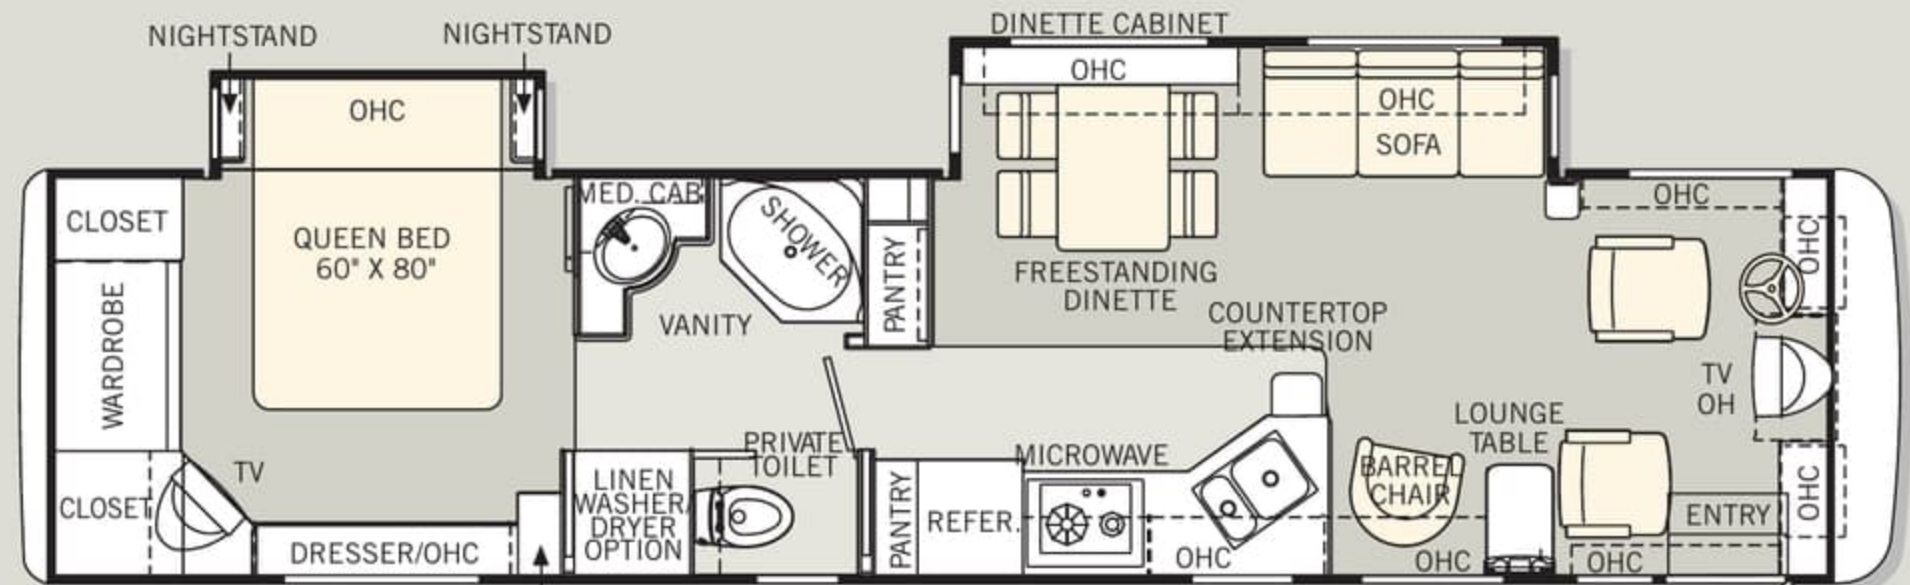 NIGHTSTAND
NIGHTSTAND
DINETTE CABINET
OHC
OHC
OHC
SOFA
CLOSET
QUEEN BED
60" X 80"
MED. CAB
SHOWER
PANTRY
FREESTANDING
DINETTE
OHC
OHC
WARDROBE
VANITY
COUNTERTOP
EXTENSION
TV
OH
CLOSET
TV
LINEN
WASHER/
DRYER
OPTION
PRIVATE
TOILET
PANTRY
REFER.
MICROWAVE
OHC
BARREL
CHAIR
LOUNGE
TABLE
OHC
ENTRY
OHC
OHC
DRESSER/OHC